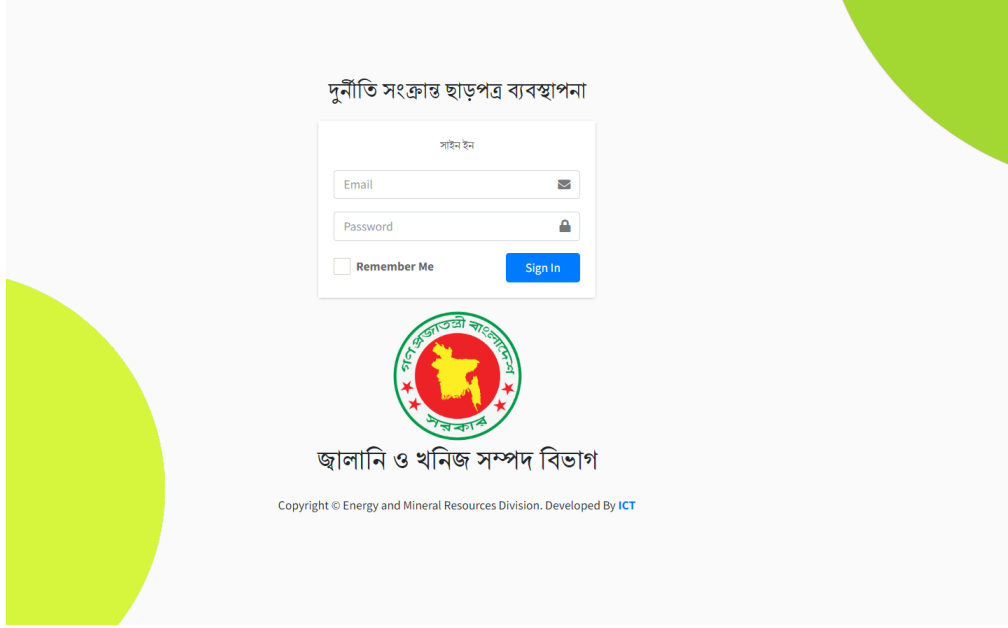 দুর্নীতি সংক্রান্ত ছাড়পত্র ব্যবস্থাপনা
সাইন ইন
Email
Password
Remember Me
Sign In
গণপ্রজাতন্ত্রী বাংলাদেশ
সরকার
জ্বালানি ও খনিজ সম্পদ বিভাগ
Copyright © Energy and Mineral Resources Division. Developed By ICT